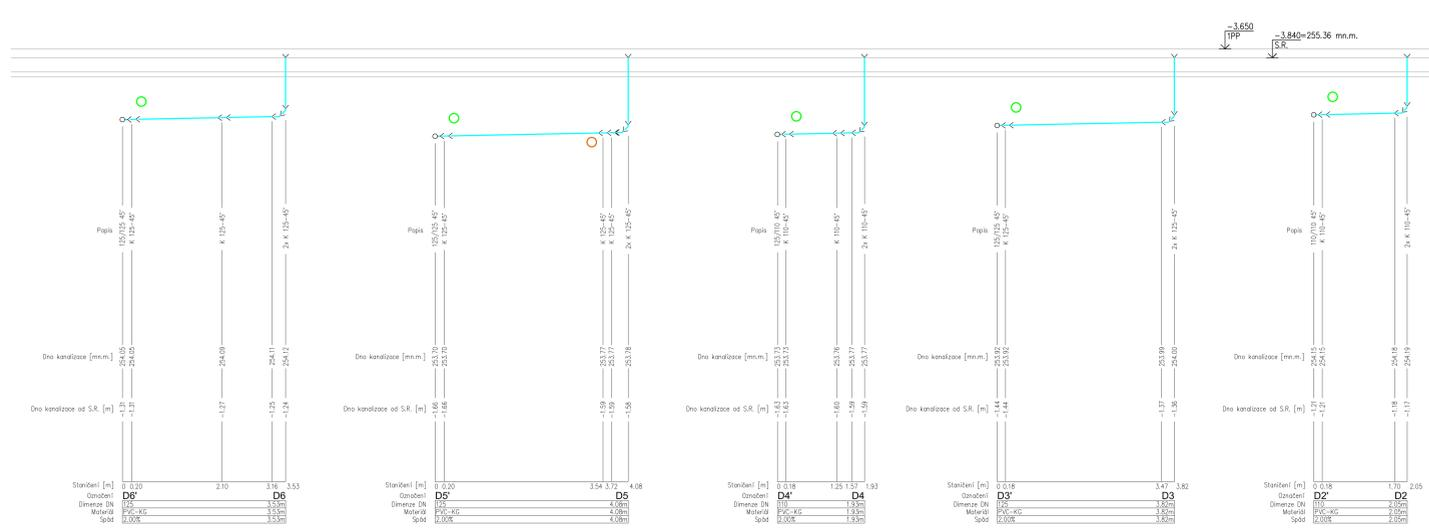 -3.650
1PP
-3.840=255.36 mn.m.
S.R.
Popis 125/125 45° K 125-45° K 125-45° 2x K 125-45°
Dno kanalizace [mn.m.] 254.05 254.05 254.09 254.11 254.12
Dno kanalizace od S.R. [m] -1.31 -1.31 -1.27 -1.25 -1.24
Staničení [m] 0 0.20 2.10 3.16 3.53
Označení D6' D6
Dimenze DN 125 3.53m
Materiál PVC-KG 3.53m
Spád 2.00% 3.53m
Popis 125/125 45° K 125-45° K 125-45° K 125-45° 2x K 125-45°
Dno kanalizace [mn.m.] 253.70 253.70 253.77 253.77 253.78
Dno kanalizace od S.R. [m] -1.66 -1.66 -1.59 -1.59 -1.58
Staničení [m] 0 0.20 3.54 3.72 4.08
Označení D5' D5
Dimenze DN 125 4.08m
Materiál PVC-KG 4.08m
Spád 2.00% 4.08m
Popis 125/110 45° K 110-45° K 110-45° 2x K 110-45°
Dno kanalizace [mn.m.] 253.73 253.73 253.76 253.77 253.77
Dno kanalizace od S.R. [m] -1.63 -1.63 -1.60 -1.59 -1.59
Staničení [m] 0 0.18 1.25 1.57 1.93
Označení D4' D4
Dimenze DN 110 1.93m
Materiál PVC-KG 1.93m
Spád 2.00% 1.93m
Popis 125/125 45° K 125-45° 2x K 125-45°
Dno kanalizace [mn.m.] 253.92 253.92 253.99 254.00
Dno kanalizace od S.R. [m] -1.44 -1.44 -1.37 -1.36
Staničení [m] 0 0.18 3.47 3.82
Označení D3' D3
Dimenze DN 125 3.82m
Materiál PVC-KG 3.82m
Spád 2.00% 3.82m
Popis 110/110 45° K 110-45° 2x K 110-45°
Dno kanalizace [mn.m.] 254.15 254.15 254.18 254.19
Dno kanalizace od S.R. [m] -1.21 -1.21 -1.18 -1.17
Staničení [m] 0 0.18 1.70 2.05
Označení D2' D2
Dimenze DN 110 2.05m
Materiál PVC-KG 2.05m
Spád 2.00% 2.05m